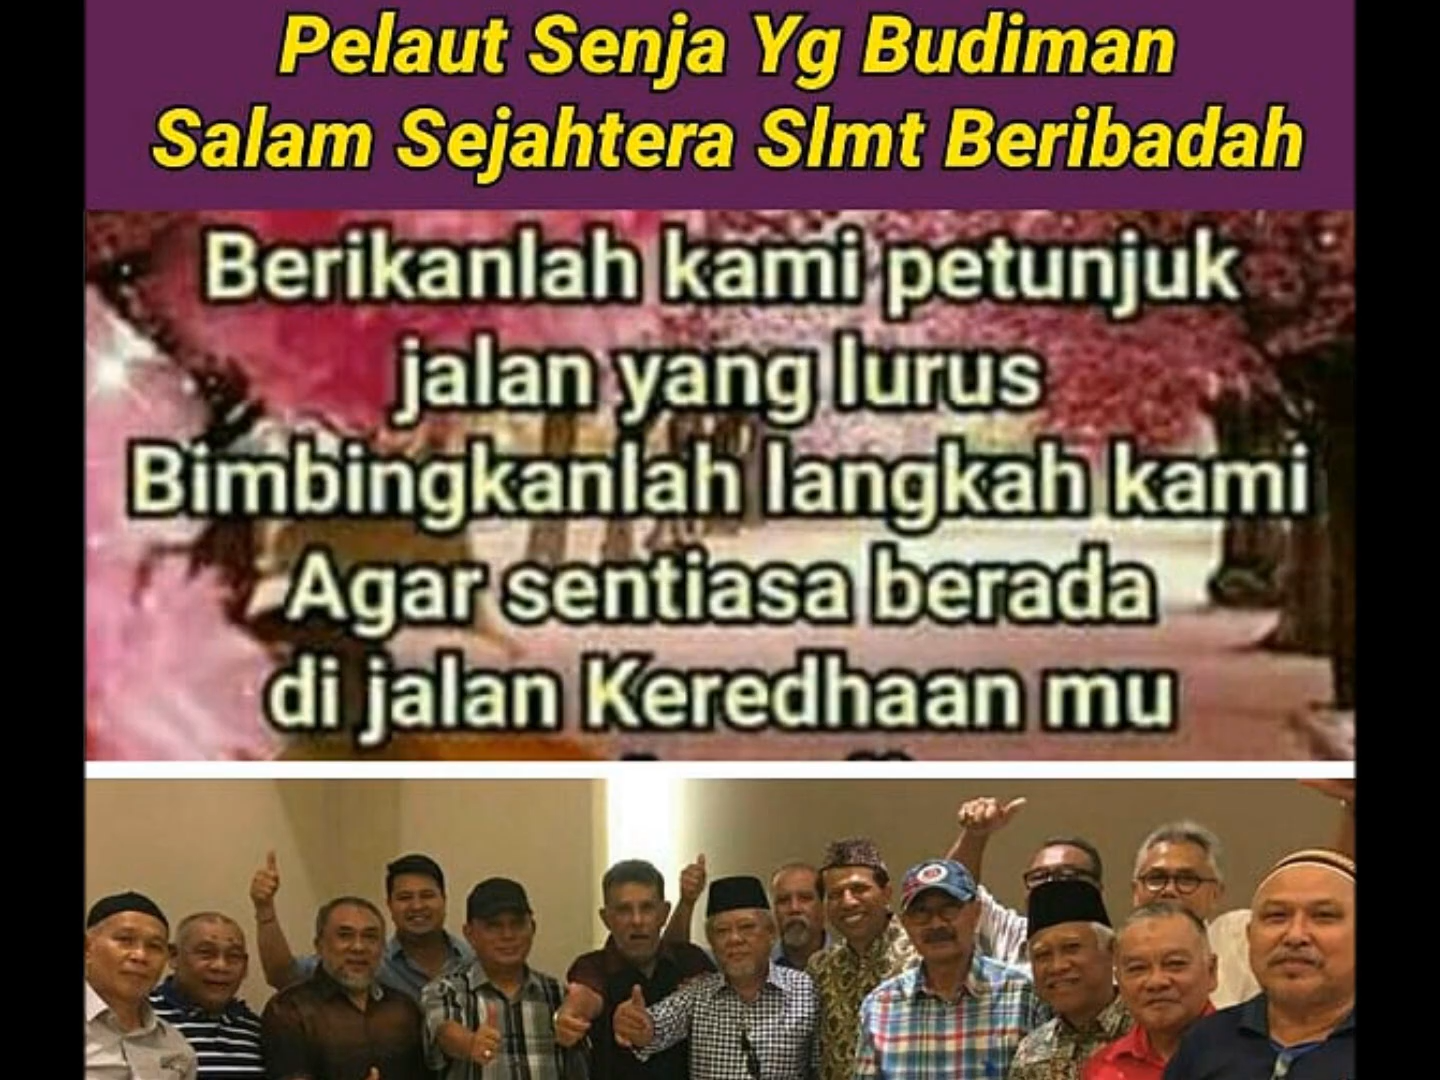 Pelaut Senja Yg Budiman
Salam Sejahtera Slmt Beribadah
Berikanlah kami petunjuk
jalan yang lurus
Bimbingkanlah langkah kami
Agar sentiasa berada
di jalan Keredhaan mu